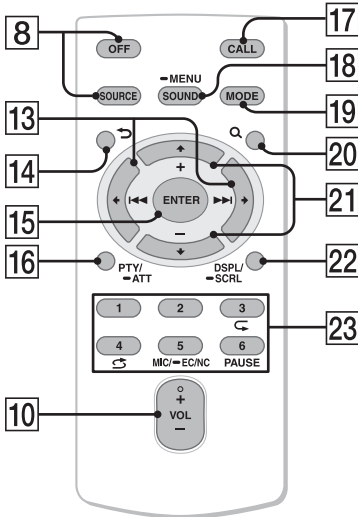 8
OFF
CALL
17
MENU
18
SOURCE
SOUND
MODE
19
13
14
20
+
ENTER
15
21
−
16
PTY/
ATT
DSPL/
SCRL
22
1
2
3
23
4
5
6
MIC/ EC/NC
PAUSE
10
+
VOL
−